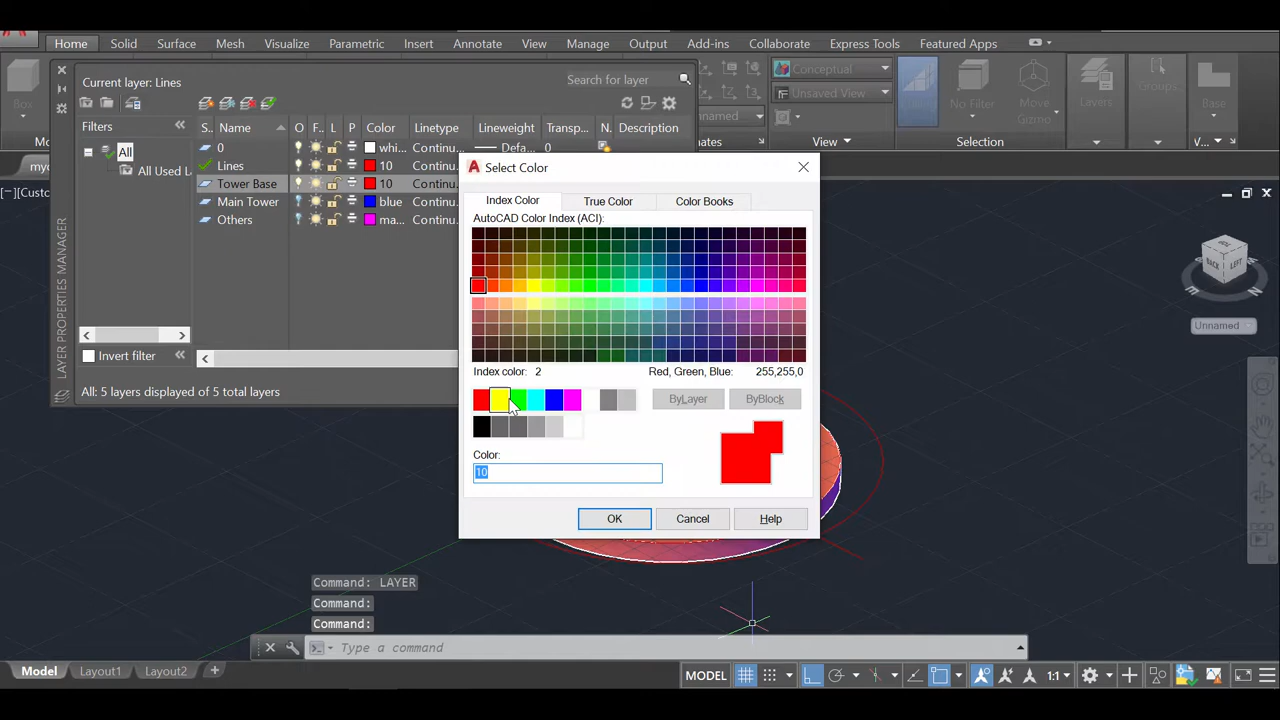 Home Solid Surface Mesh Visualize Parametric Insert Annotate View Manage Output Add-ins Collaborate Express Tools Featured Apps
Current layer: Lines
Search for layer
Conceptual
Unsaved View
Box
No Filter
Move
Gizmo
Layers
Groups
Base
Selection
View
Filters
S.. Name O F.. L P Color Linetype Lineweight Transp... N. Description
All
All Used L
0 whi... Continu... Defa... 0
Lines 10 Continu...
Tower Base 10 Continu...
Main Tower blue Continu...
Others ma... Continu...
Invert filter
All: 5 layers displayed of 5 total layers
LAYER PROPERTIES MANAGER
Select Color
Index Color True Color Color Books
AutoCAD Color Index (ACI):
Index color: 2 Red, Green, Blue: 255,255,0
ByLayer ByBlock
Color:
10
OK Cancel Help
BACK LEFT
Unnamed
Command: LAYER
Command:
Command:
Type a command
Model Layout1 Layout2 +
MODEL 1:1